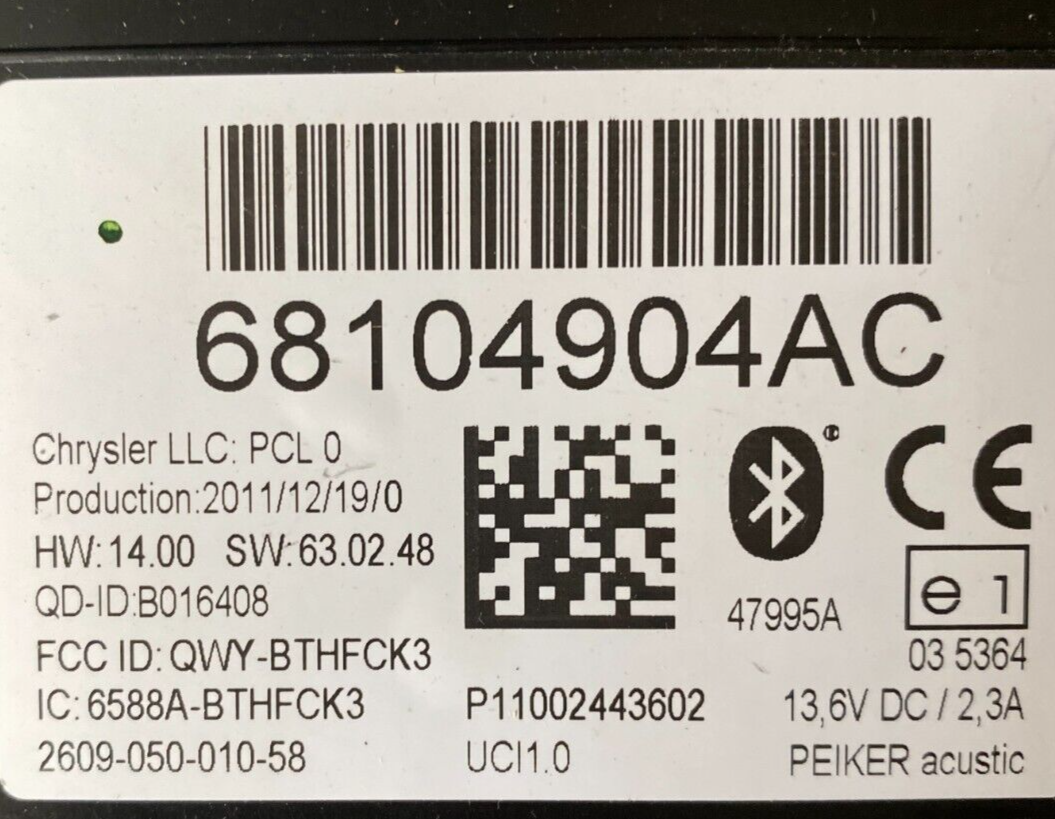 68104904AC
Chrysler LLC: PCL 0
Production:2011/12/19/0
HW: 14.00 SW:63.02.48
QD-ID:B016408
FCC ID: QWY-BTHFCK3
IC: 6588A-BTHFCK3
2609-050-010-58
P11002443602
UCI1.0
®
47995A
CE
e 1
03 5364
13,6V DC / 2,3A
PEIKER acustic